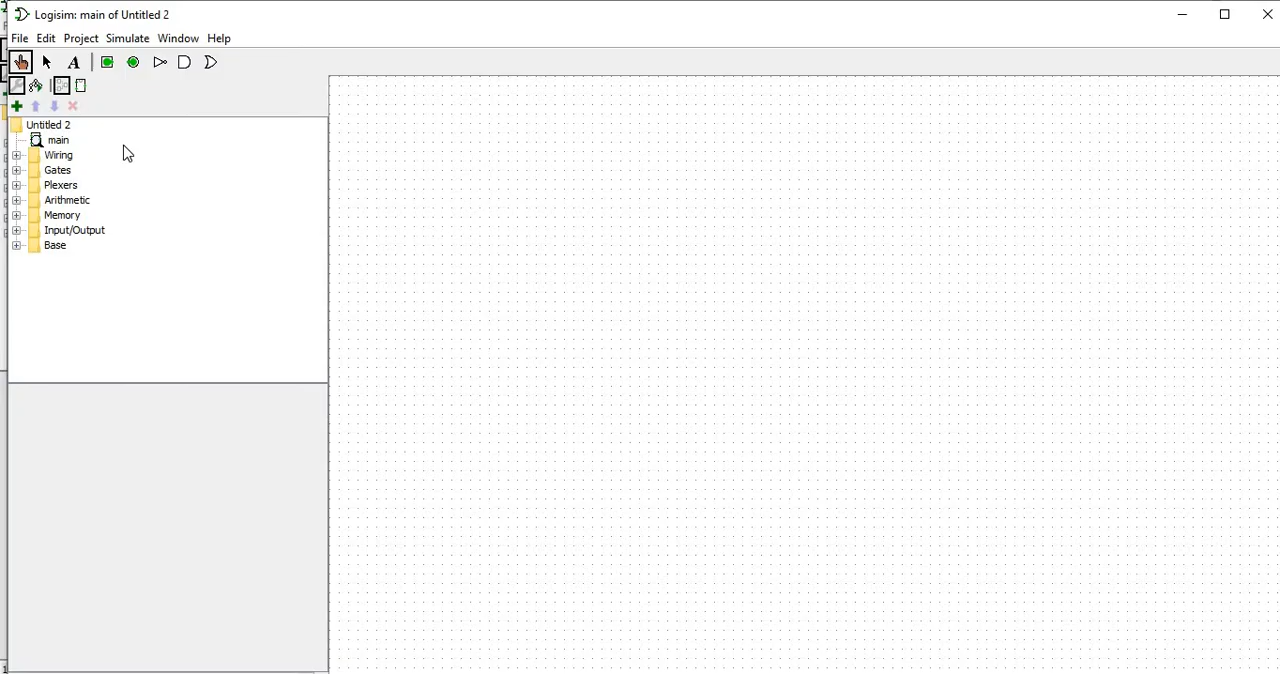 Logisim: main of Untitled 2
File Edit Project Simulate Window Help
A
Untitled 2
main
Wiring
Gates
Plexers
Arithmetic
Memory
Input/Output
Base